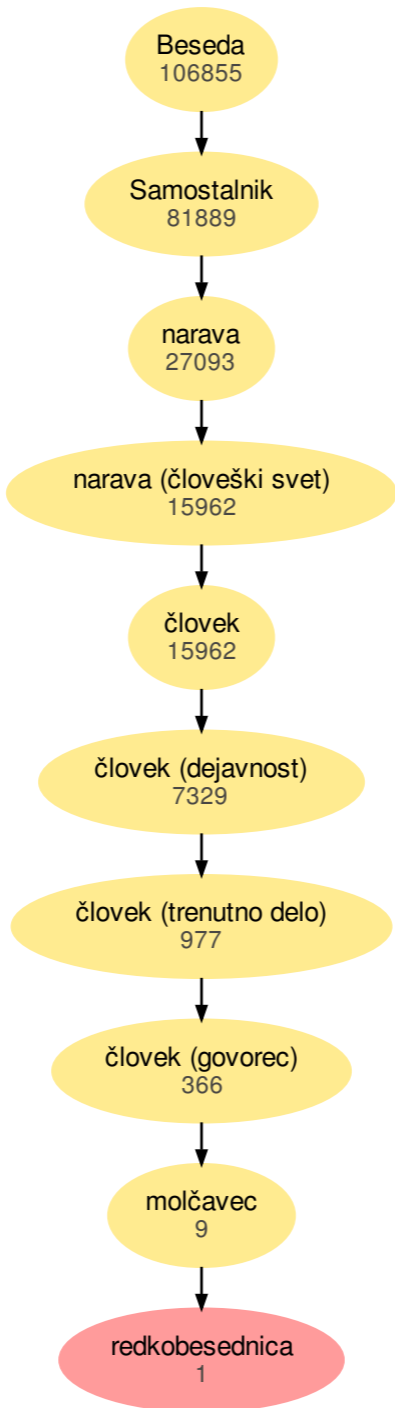 Beseda
106855
Samostalnik
81889
narava
27093
narava (človeški svet)
15962
človek
15962
človek (dejavnost)
7329
človek (trenutno delo)
977
človek (govorec)
366
molčavec
9
redkobesednica
1